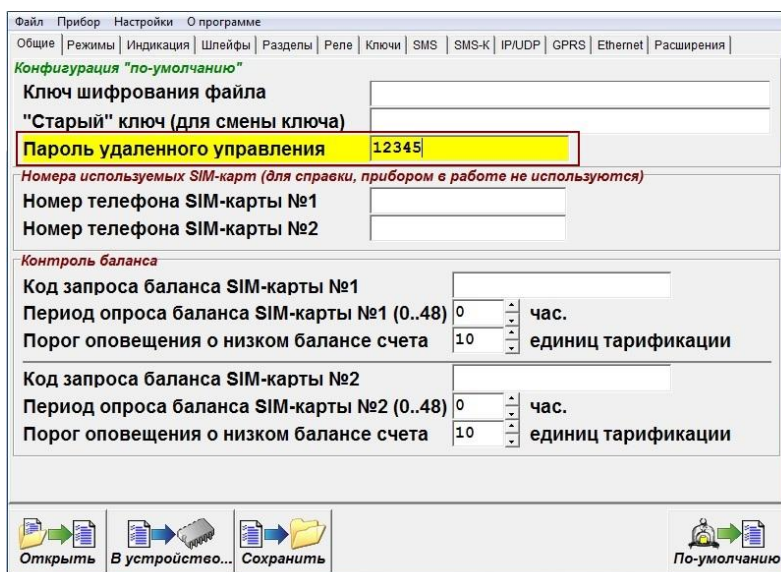 Файл Прибор Настройки О программе
Общие Режимы Индикация Шлейфы Разделы Реле Ключи SMS SMS-K IP/UDP GPRS Ethernet Расширения
Конфигурация "по-умолчанию"
Ключ шифрования файла
"Старый" ключ (для смены ключа)
Пароль удаленного управления 12345
Номера используемых SIM-карт (для справки, прибором в работе не используются)
Номер телефона SIM-карты №1
Номер телефона SIM-карты №2
Контроль баланса
Код запроса баланса SIM-карты №1
Период опроса баланса SIM-карты №1 (0..48) 0 час.
Порог оповещения о низком балансе счета 10 единиц тарификации
Код запроса баланса SIM-карты №2
Период опроса баланса SIM-карты №2 (0..48) 0 час.
Порог оповещения о низком балансе счета 10 единиц тарификации
Открыть В устройство... Сохранить По-умолчанию